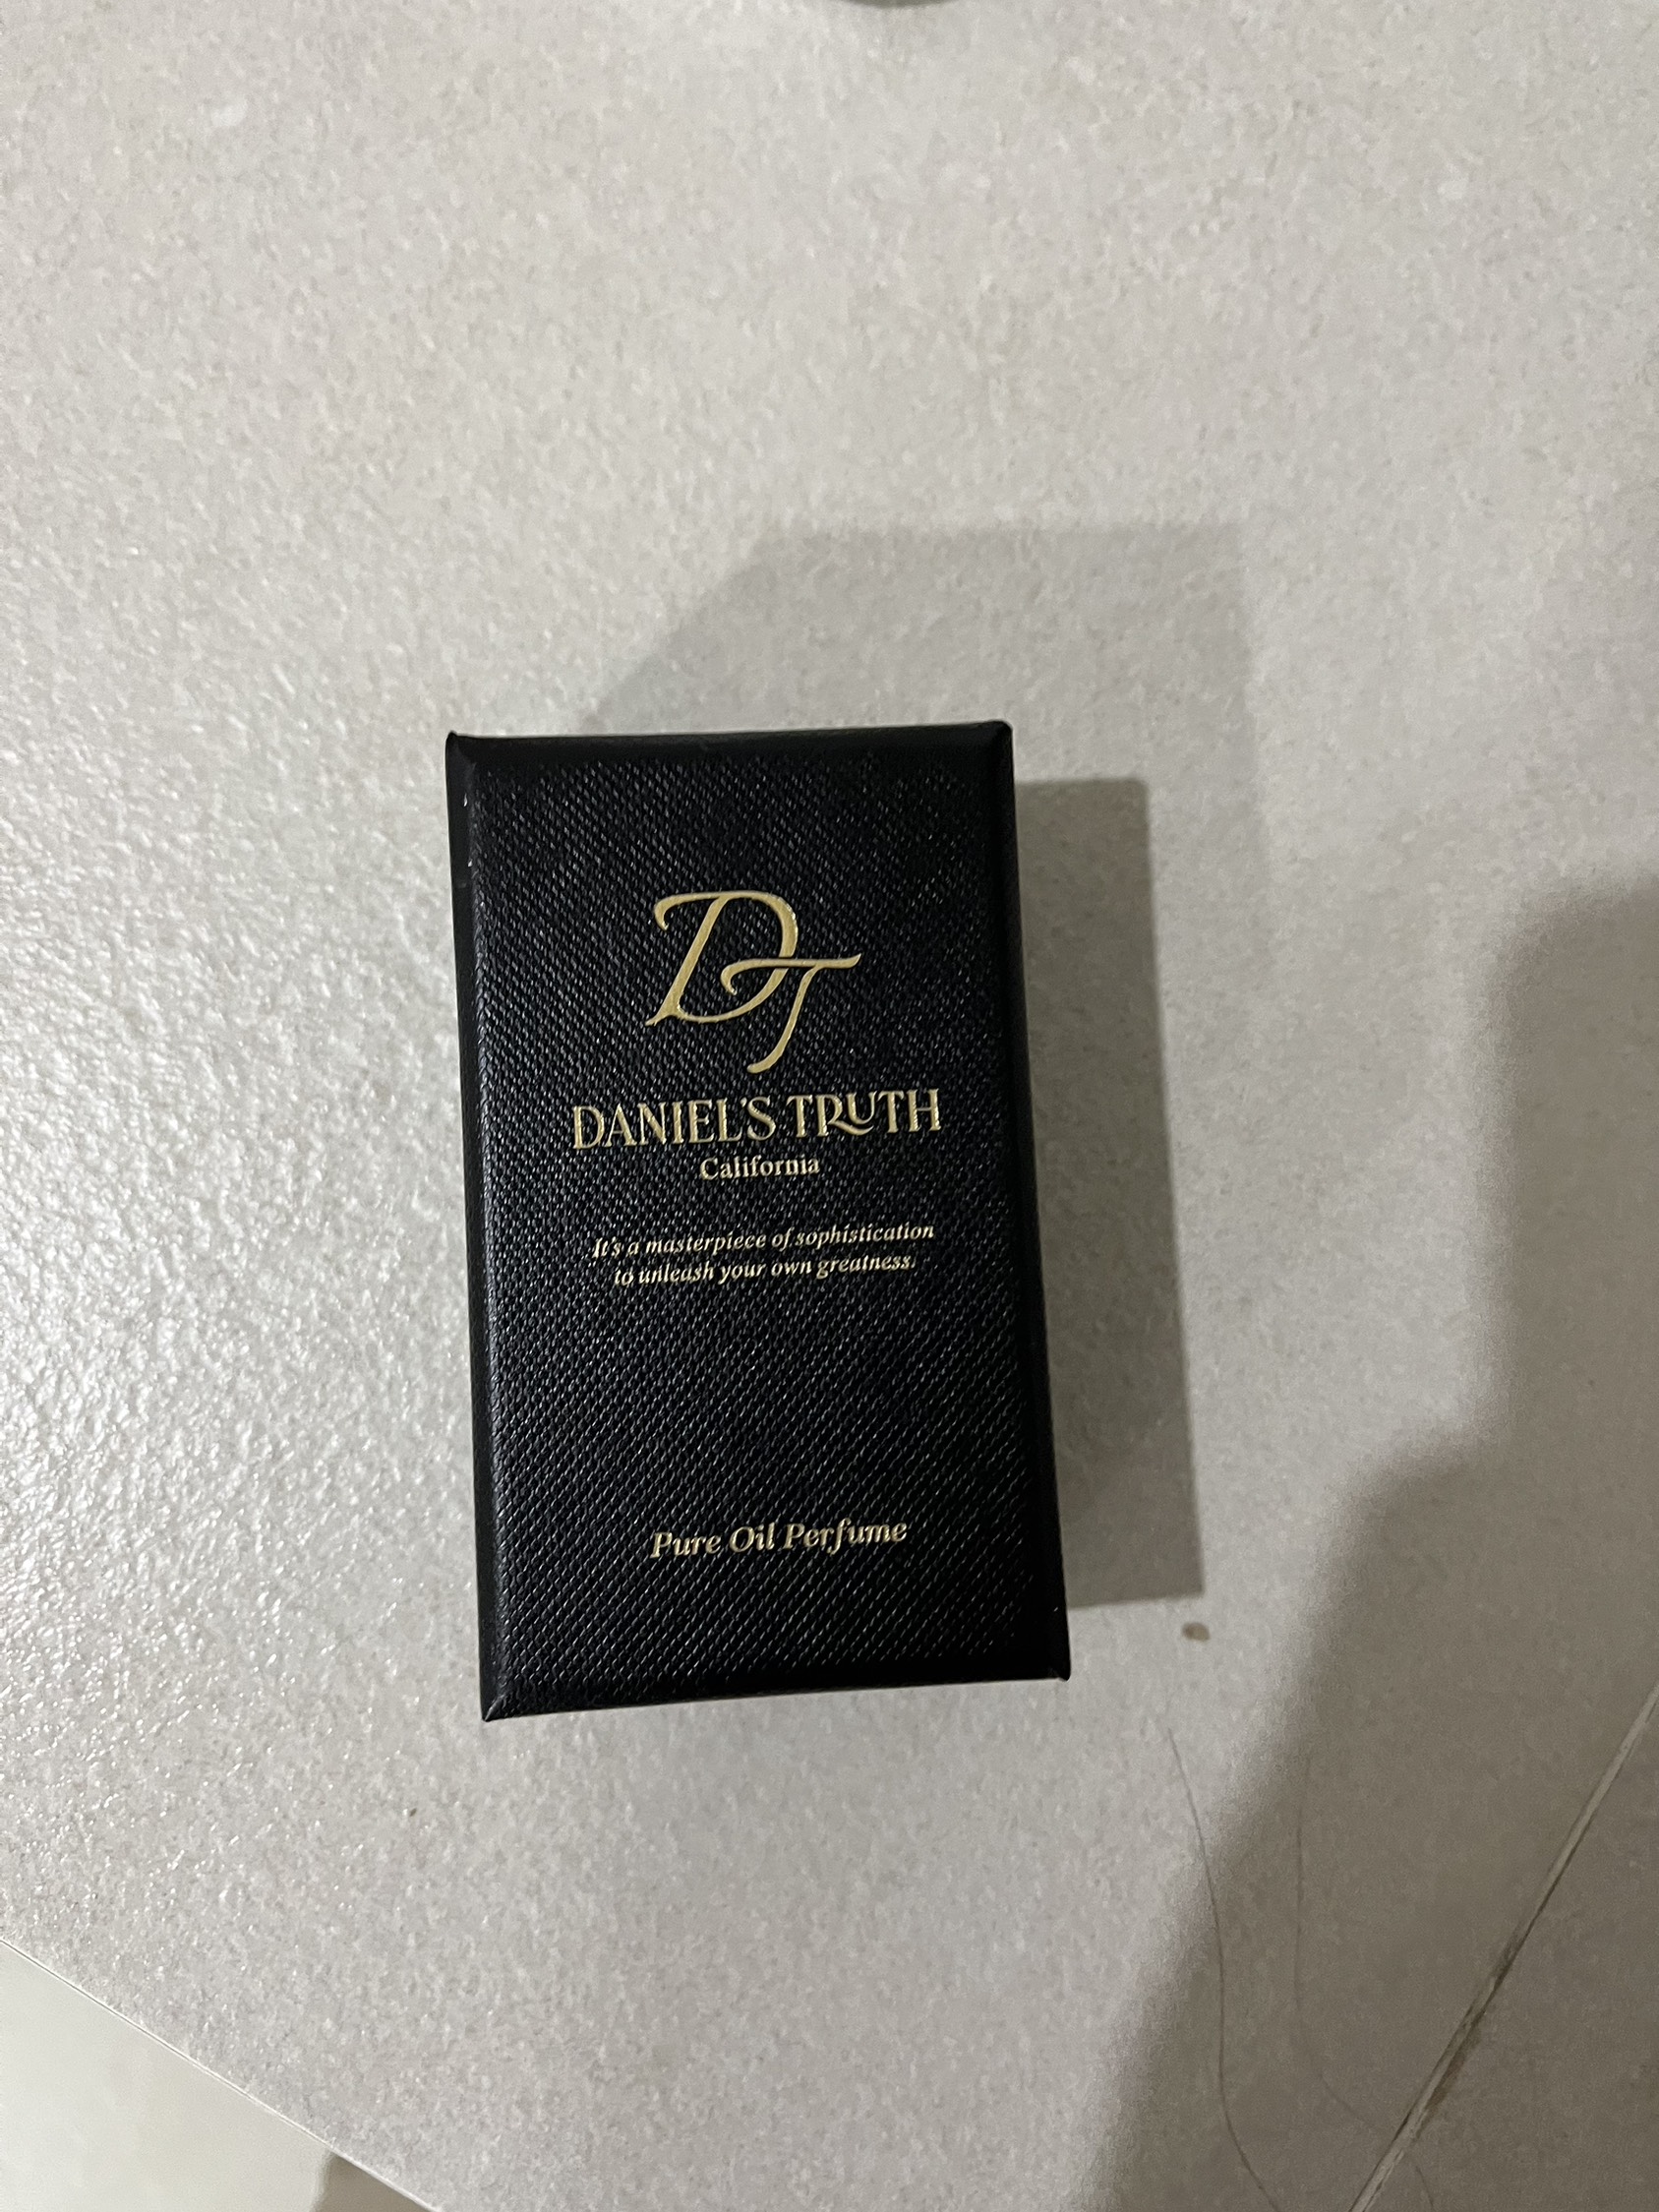 DT
DANIEL'S TRUTH
California
It's a masterpiece of sophistication
to unleash your own greatness.
Pure Oil Perfume